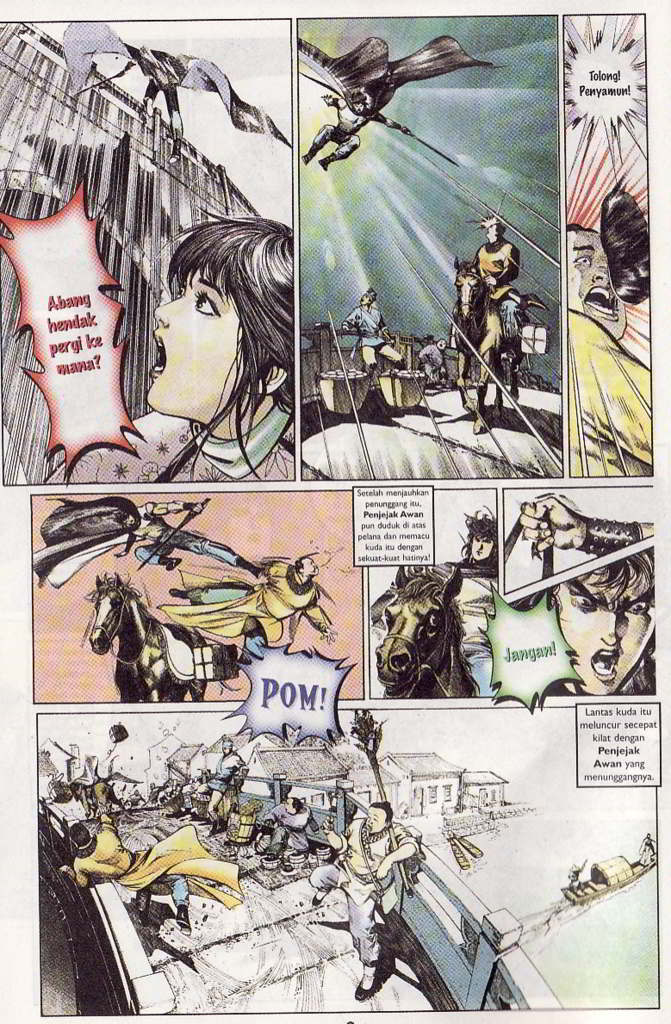 Abang
hendak
pergi ke
mana?
Tolong!
Penyamun!
POM!
Setelah menjauhkan
penunggang itu,
Penjejak Awan
pun duduk di atas
pelana dan memacu
kuda itu dengan
sekuat-kuat hatinya!
Jangan!
Lantas kuda itu
meluncur secepat
kilat dengan
Penjejak
Awan yang
menunggangnya.